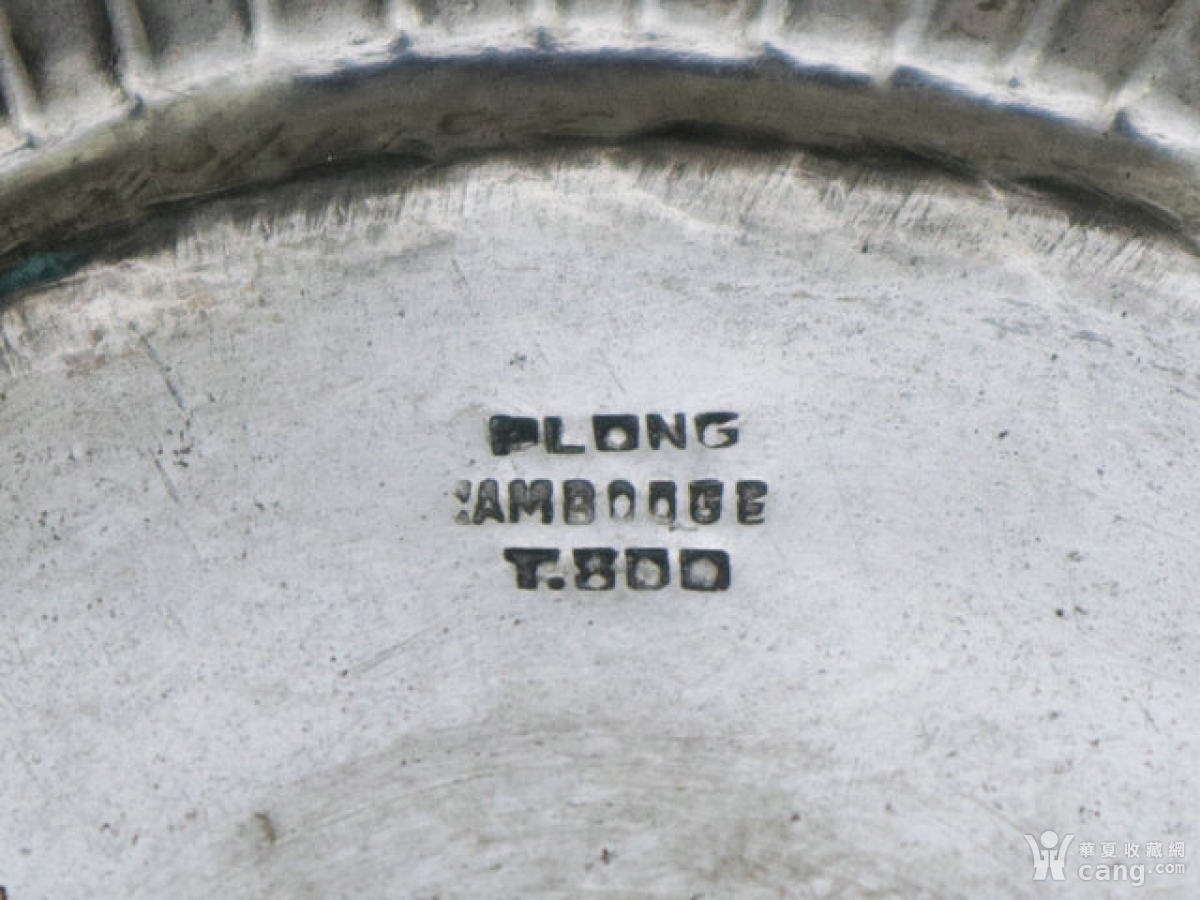 PLONG
CAMBODGE
T.800
華夏收藏網
cang.com